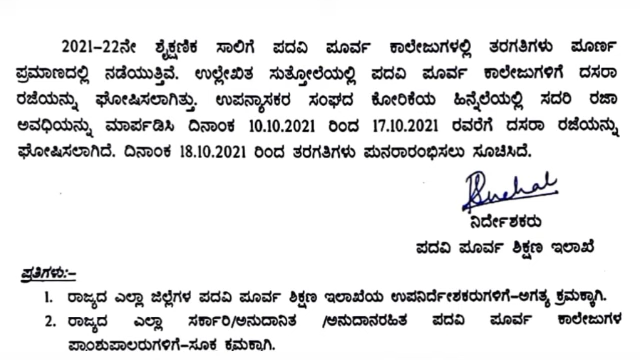 2021-22ನೇ ಶೈಕ್ಷಣಿಕ ಸಾಲಿಗೆ ಪದವಿ ಪೂರ್ವ ಕಾಲೇಜುಗಳಲ್ಲಿ ತರಗತಿಗಳು ಪೂರ್ಣ
ಪ್ರಮಾಣದಲ್ಲಿ ನಡೆಯುತ್ತಿವೆ. ಉಲ್ಲೇಖಿತ ಸುತ್ತೋಲೆಯಲ್ಲಿ ಪದವಿ ಪೂರ್ವ ಕಾಲೇಜುಗಳಿಗೆ ದಸರಾ
ರಜೆಯನ್ನು ಘೋಷಿಸಲಾಗಿತ್ತು. ಉಪನ್ಯಾಸಕರ ಸಂಘದ ಕೋರಿಕೆಯ ಹಿನ್ನೆಲೆಯಲ್ಲಿ ಸದರಿ ರಜಾ
ಅವಧಿಯನ್ನು ಮಾರ್ಪಡಿಸಿ ದಿನಾಂಕ 10.10.2021 ರಿಂದ 17.10.2021 ರವರೆಗೆ ದಸರಾ ರಜೆಯನ್ನು
ಘೋಷಿಸಲಾಗಿದೆ. ದಿನಾಂಕ 18.10.2021 ರಿಂದ ತರಗತಿಗಳು ಪುನರಾರಂಭಿಸಲು ಸೂಚಿಸಿದೆ.
ನಿರ್ದೇಶಕರು
ಪದವಿ ಪೂರ್ವ ಶಿಕ್ಷಣ ಇಲಾಖೆ
ಪ್ರತಿಗಳು:-
1. ರಾಜ್ಯದ ಎಲ್ಲಾ ಜಿಲ್ಲೆಗಳ ಪದವಿ ಪೂರ್ವ ಶಿಕ್ಷಣ ಇಲಾಖೆಯ ಉಪನಿರ್ದೇಶಕರುಗಳಿಗೆ-ಅಗತ್ಯ ಕ್ರಮಕ್ಕಾಗಿ.
2. ರಾಜ್ಯದ ಎಲ್ಲಾ ಸರ್ಕಾರಿ/ಅನುದಾನಿತ /ಅನುದಾನರಹಿತ ಪದವಿ ಪೂರ್ವ ಕಾಲೇಜುಗಳ
ಪ್ರಾಂಶುಪಾಲರುಗಳಿಗೆ-ಸೂಕ್ತ ಕ್ರಮಕ್ಕಾಗಿ.